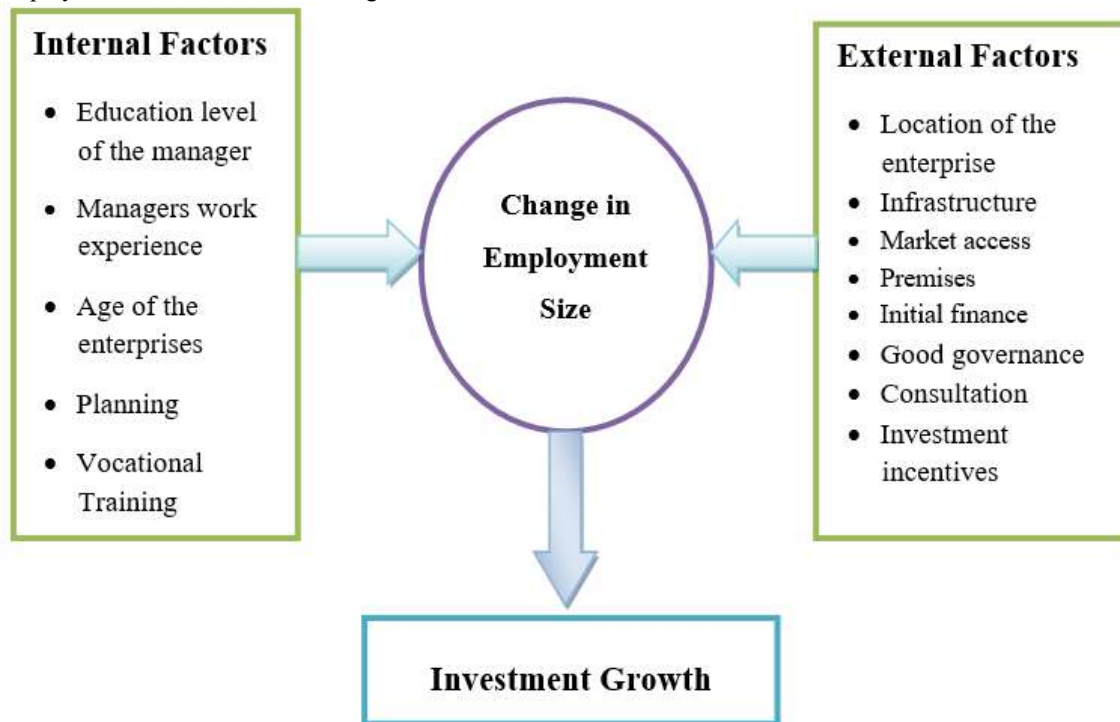 Internal Factors
• Education level
of the manager
• Managers work
experience
• Age of the
enterprises
• Planning
• Vocational
Training
Change in
Employment
Size
External Factors
• Location of the
enterprise
• Infrastructure
• Market access
• Premises
• Initial finance
• Good governance
• Consultation
• Investment
incentives
Investment Growth